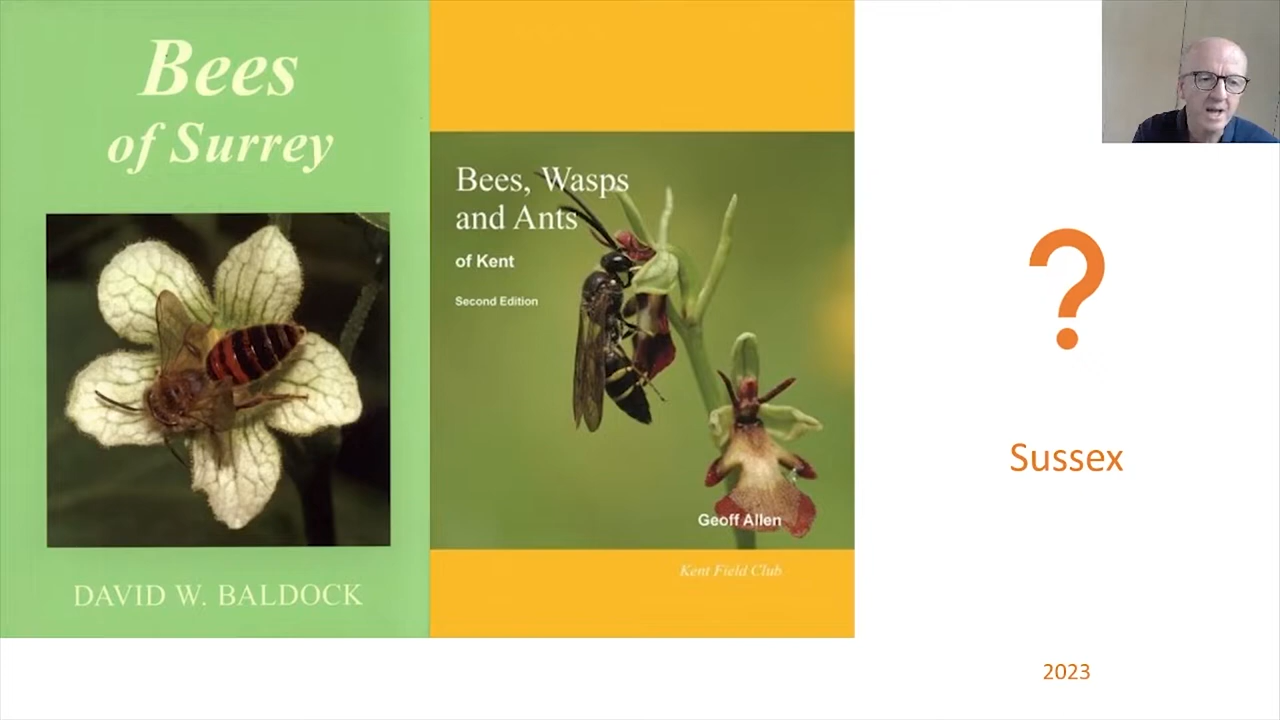 Bees
of Surrey
DAVID W. BALDOCK
Bees, Wasps
and Ants
of Kent
Second Edition
Geoff Allen
Kent Field Club
?
Sussex
2023